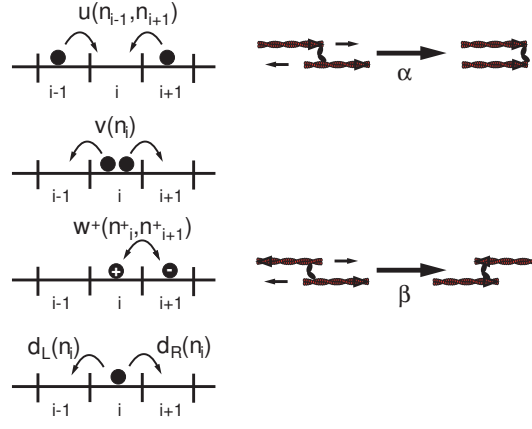 u(n_{i-1},n_{i+1})
i-1 i i+1
α
v(n_i)
i-1 i i+1
w^+(n^+_i,n^+_{i+1})
+ -
i-1 i i+1
β
d_L(n_i) d_R(n_i)
i-1 i i+1